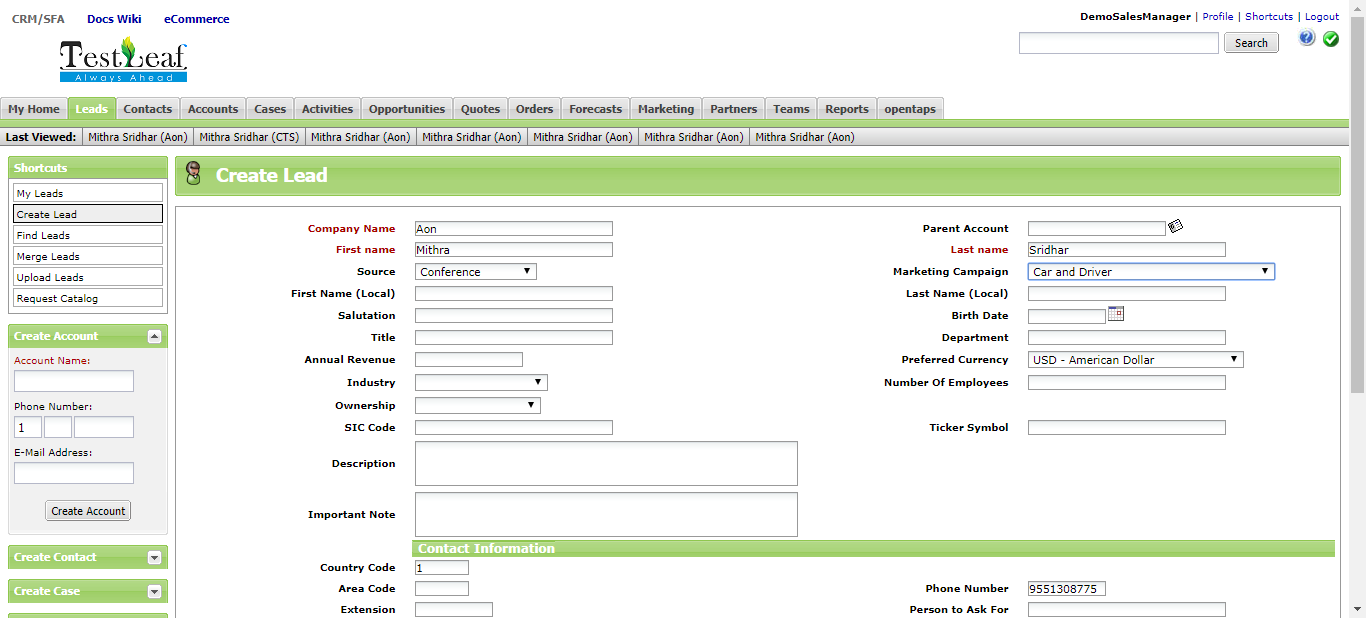 CRM/SFA Docs Wiki eCommerce
DemoSalesManager | Profile | Shortcuts | Logout
TestLeaf
Always Ahead
Search
My Home Leads Contacts Accounts Cases Activities Opportunities Quotes Orders Forecasts Marketing Partners Teams Reports opentaps
Last Viewed: Mithra Sridhar (Aon) Mithra Sridhar (CTS) Mithra Sridhar (Aon) Mithra Sridhar (Aon) Mithra Sridhar (Aon) Mithra Sridhar (Aon) Mithra Sridhar (Aon)
Shortcuts
My Leads
Create Lead
Find Leads
Merge Leads
Upload Leads
Request Catalog
Create Account
Account Name:
Phone Number:
1
E-Mail Address:
Create Account
Create Contact
Create Case
Create Lead
Company Name Aon Parent Account
First name Mithra Last name Sridhar
Source Conference Marketing Campaign Car and Driver
First Name (Local) Last Name (Local)
Salutation Birth Date
Title Department
Annual Revenue Preferred Currency USD - American Dollar
Industry Number Of Employees
Ownership
SIC Code Ticker Symbol
Description
Important Note
Contact Information
Country Code 1
Area Code Phone Number 9551308775
Extension Person to Ask For